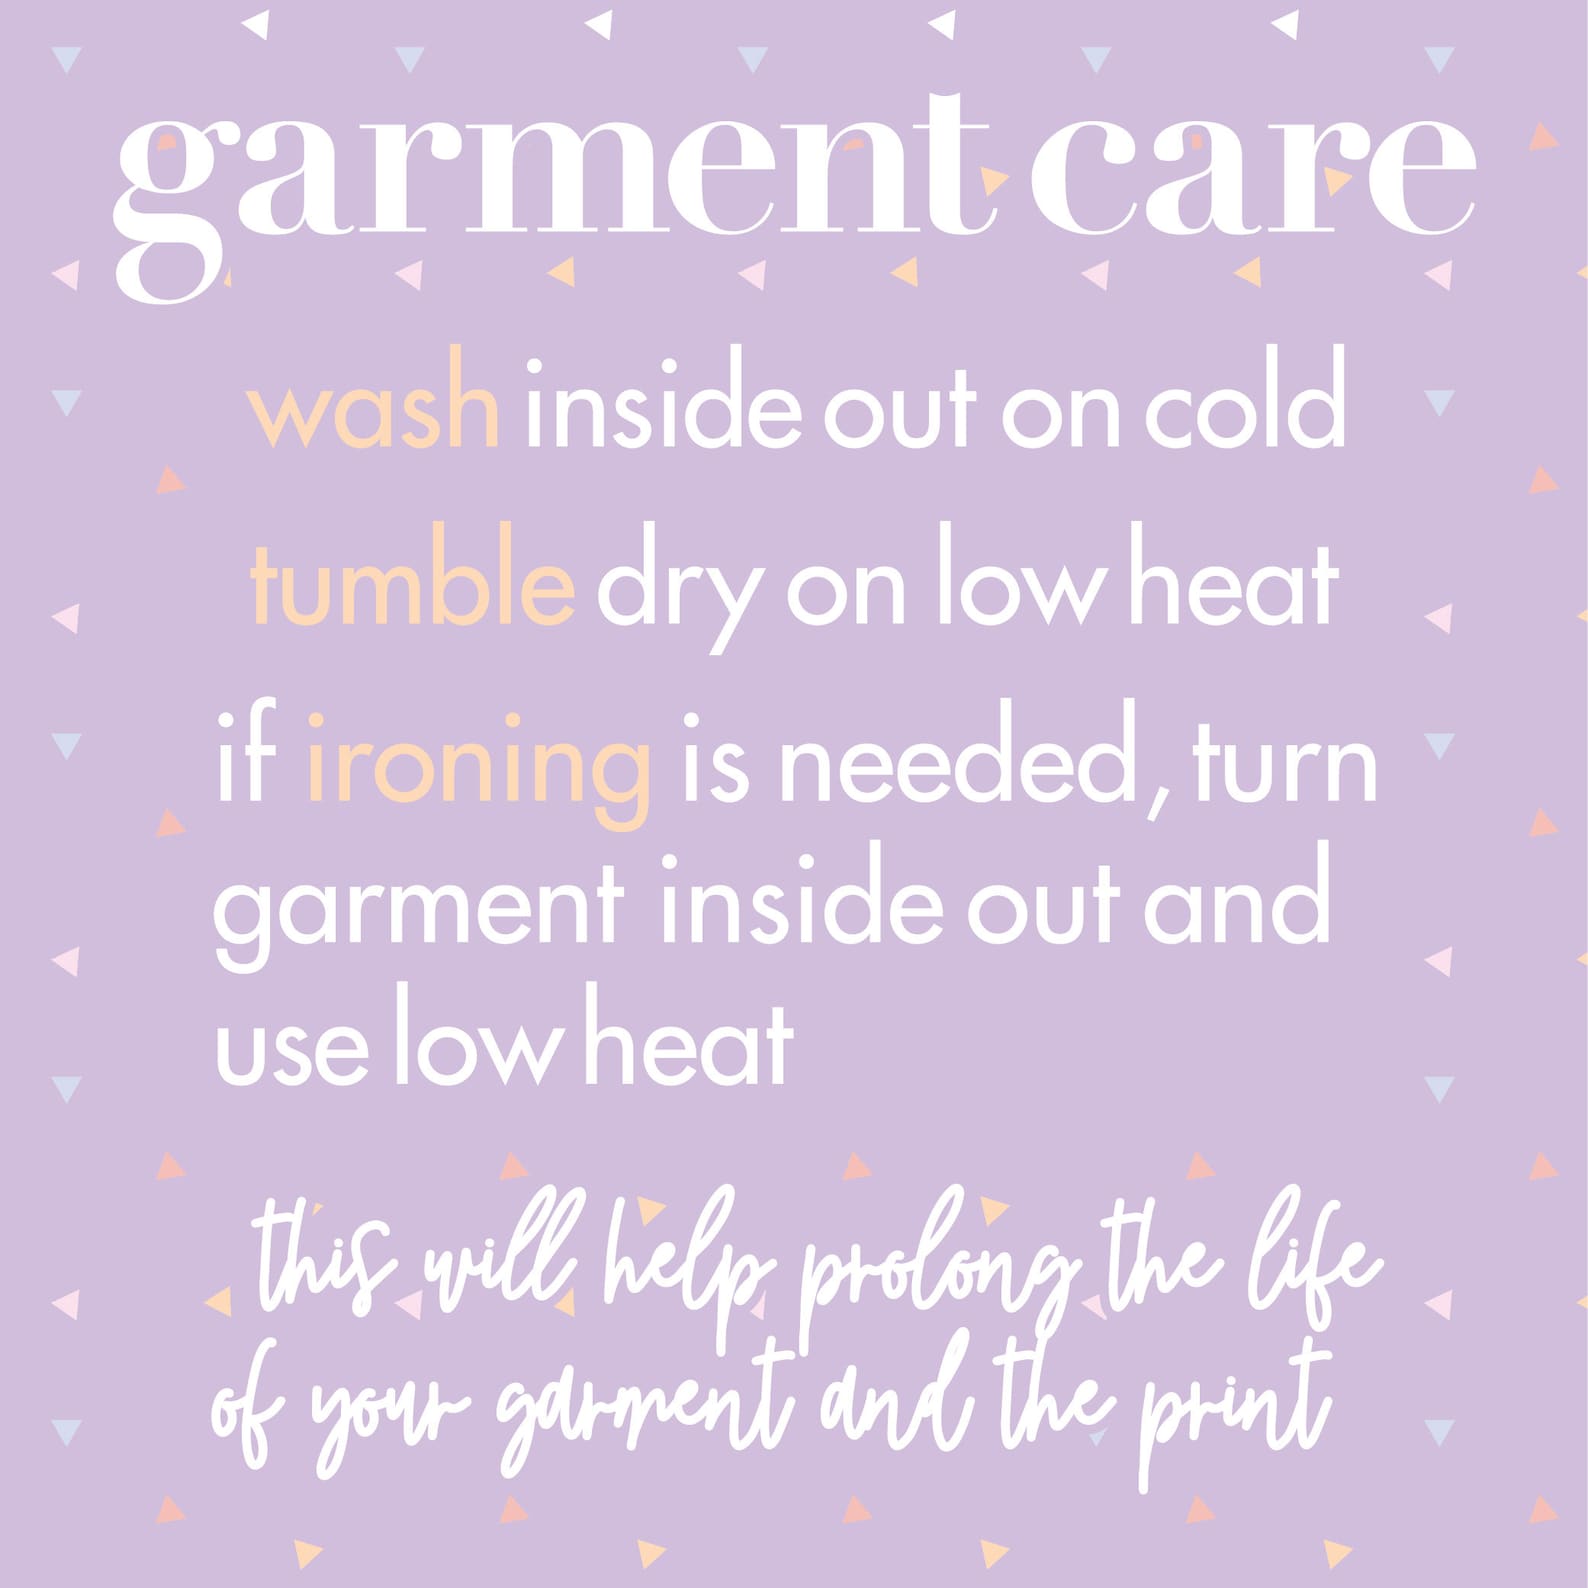 garment care
wash inside out on cold
tumble dry on low heat
if ironing is needed, turn
garment inside out and
use low heat
this will help prolong the life
of your garment and the print